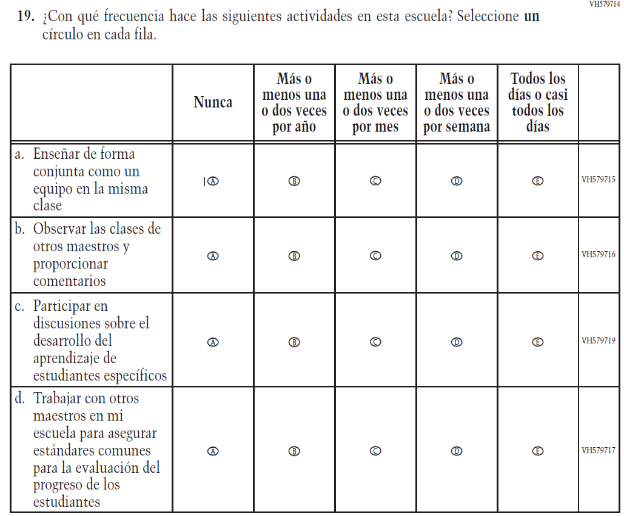 VH579714
19. ¿Con qué frecuencia hace las siguientes actividades en esta escuela? Seleccione un
círculo en cada fila.
Nunca
Más o
menos una
o dos veces
por año
Más o
menos una
o dos veces
por mes
Más o
menos una
o dos veces
por semana
Todos los
días o casi
todos los
días
a. Enseñar de forma
conjunta como un
equipo en la misma
clase
A B C D E VH579715
b. Observar las clases de
otros maestros y
proporcionar
comentarios
A B C D E VH579716
c. Participar en
discusiones sobre el
desarrollo del
aprendizaje de
estudiantes específicos
A B C D E VH579719
d. Trabajar con otros
maestros en mi
escuela para asegurar
estándares comunes
para la evaluación del
progreso de los
estudiantes
A B C D E VH579717